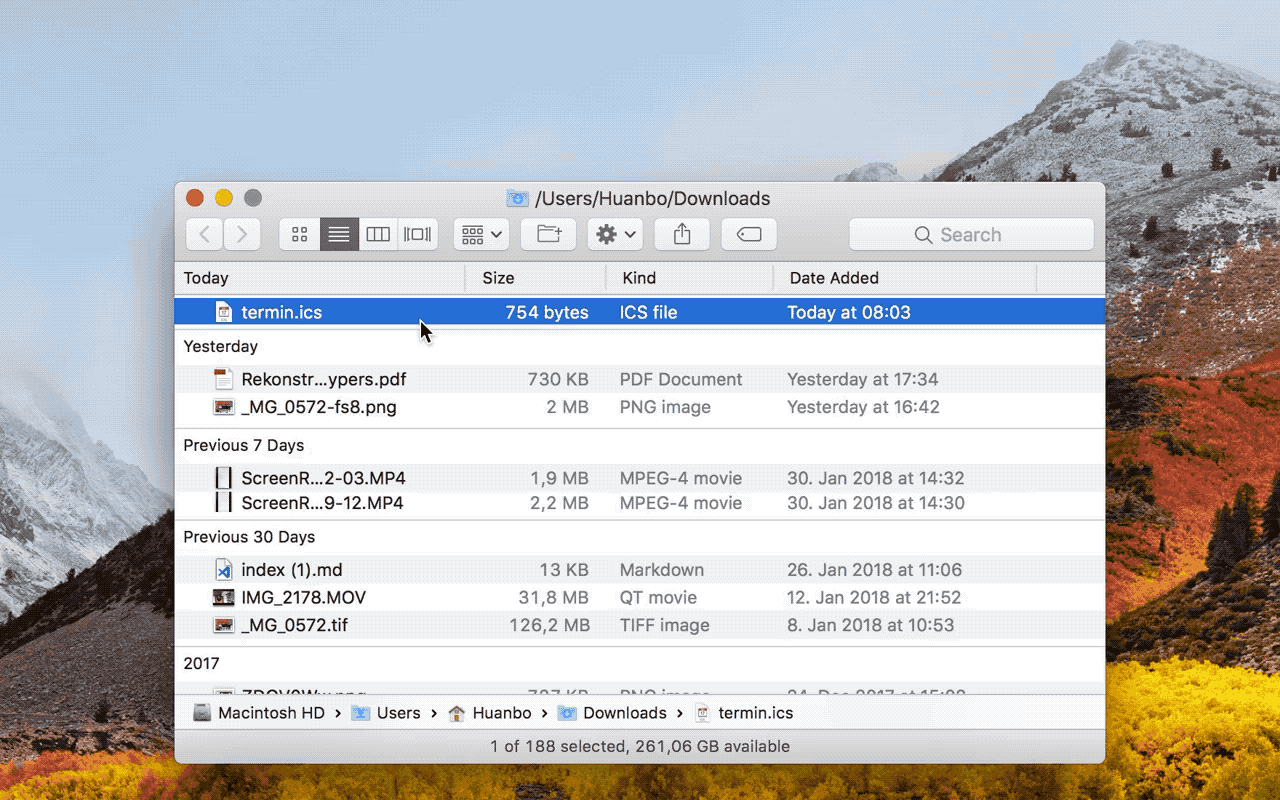 /Users/Huanbo/Downloads
Search
Today Size Kind Date Added
termin.ics 754 bytes ICS file Today at 08:03
Yesterday
Rekonstr...ypers.pdf 730 KB PDF Document Yesterday at 17:34
_MG_0572-fs8.png 2 MB PNG image Yesterday at 16:42
Previous 7 Days
ScreenR...2-03.MP4 1,9 MB MPEG-4 movie 30. Jan 2018 at 14:32
ScreenR...9-12.MP4 2,2 MB MPEG-4 movie 30. Jan 2018 at 14:30
Previous 30 Days
index (1).md 13 KB Markdown 26. Jan 2018 at 11:06
IMG_2178.MOV 31,8 MB QT movie 12. Jan 2018 at 21:52
_MG_0572.tif 126,2 MB TIFF image 8. Jan 2018 at 10:53
2017
Macintosh HD › Users › Huanbo › Downloads › termin.ics
1 of 188 selected, 261,06 GB available